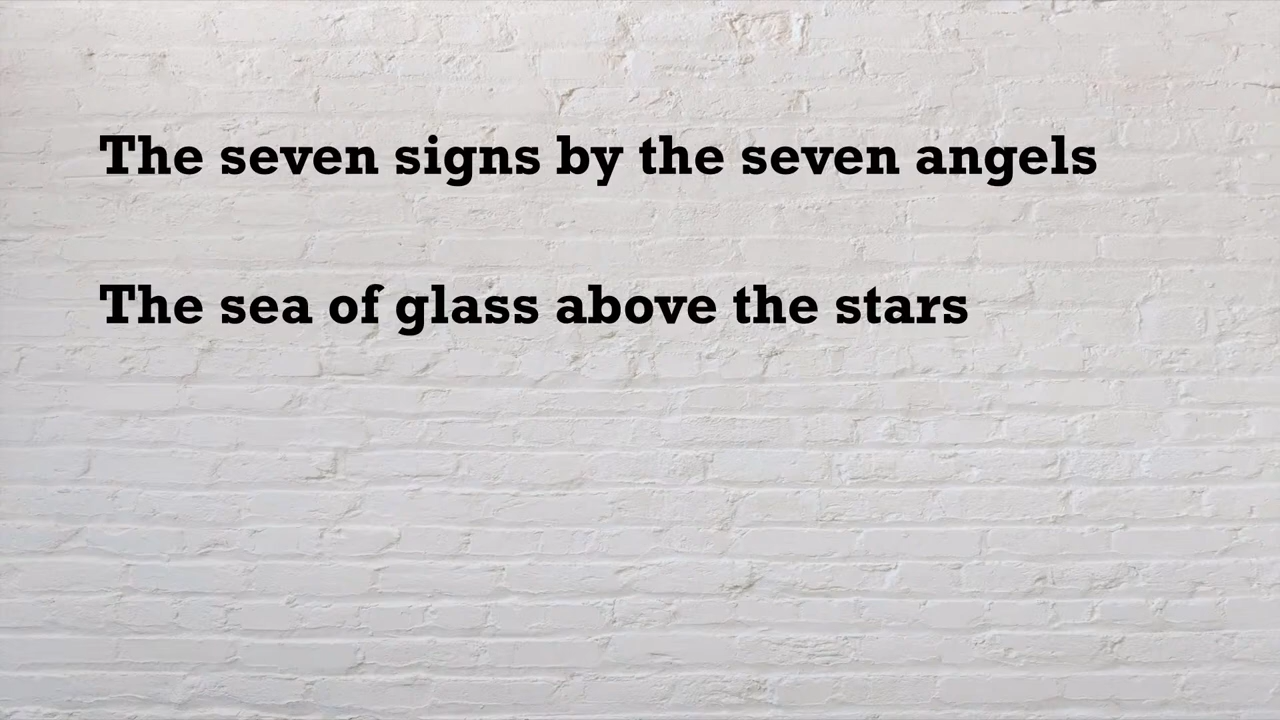 The seven signs by the seven angels
The sea of glass above the stars